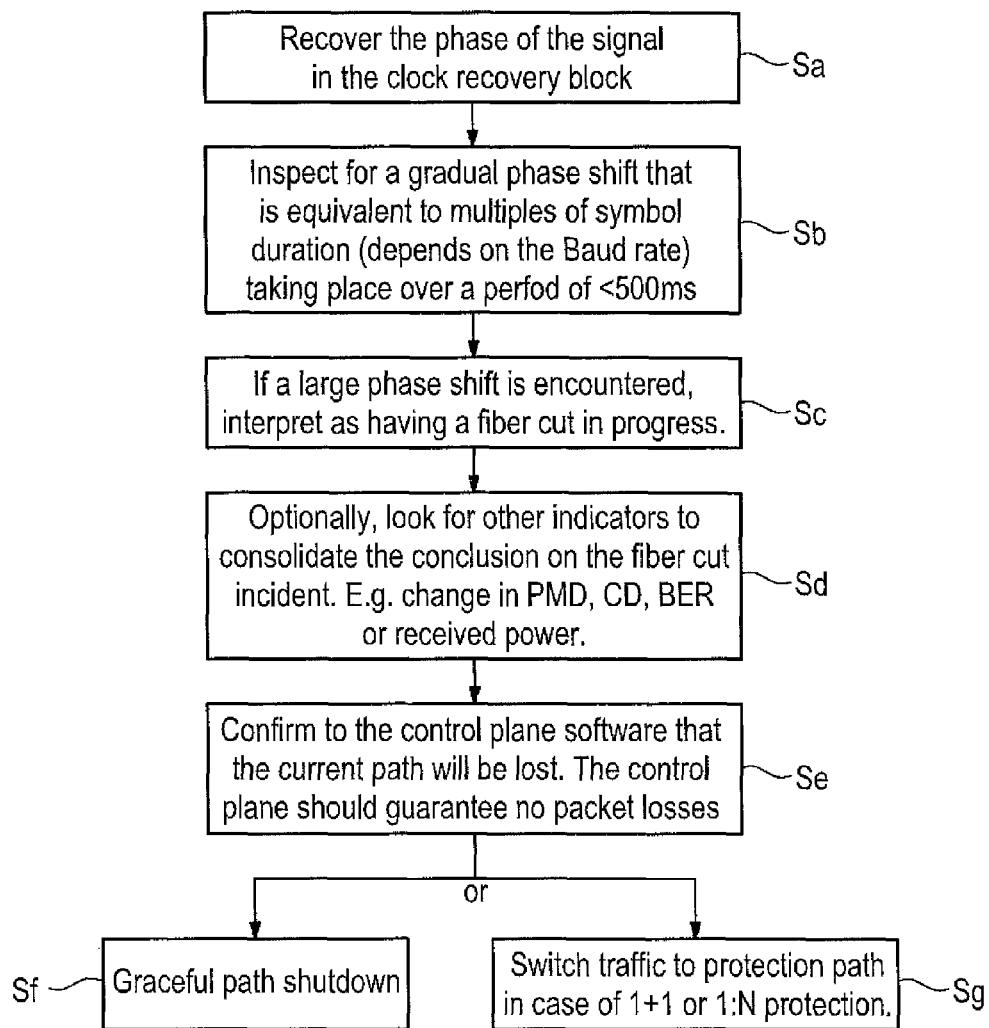 Recover the phase of the signal
in the clock recovery block
Sa
Inspect for a gradual phase shift that
is equivalent to multiples of symbol
duration (depends on the Baud rate)
taking place over a perfod of <500ms
Sb
If a large phase shift is encountered,
interpret as having a fiber cut in progress.
Sc
Optionally, look for other indicators to
consolidate the conclusion on the fiber cut
incident. E.g. change in PMD, CD, BER
or received power.
Sd
Confirm to the control plane software that
the current path will be lost. The control
plane should guarantee no packet losses
Se
or
Sf
Graceful path shutdown
Switch traffic to protection path
in case of 1+1 or 1:N protection.
Sg